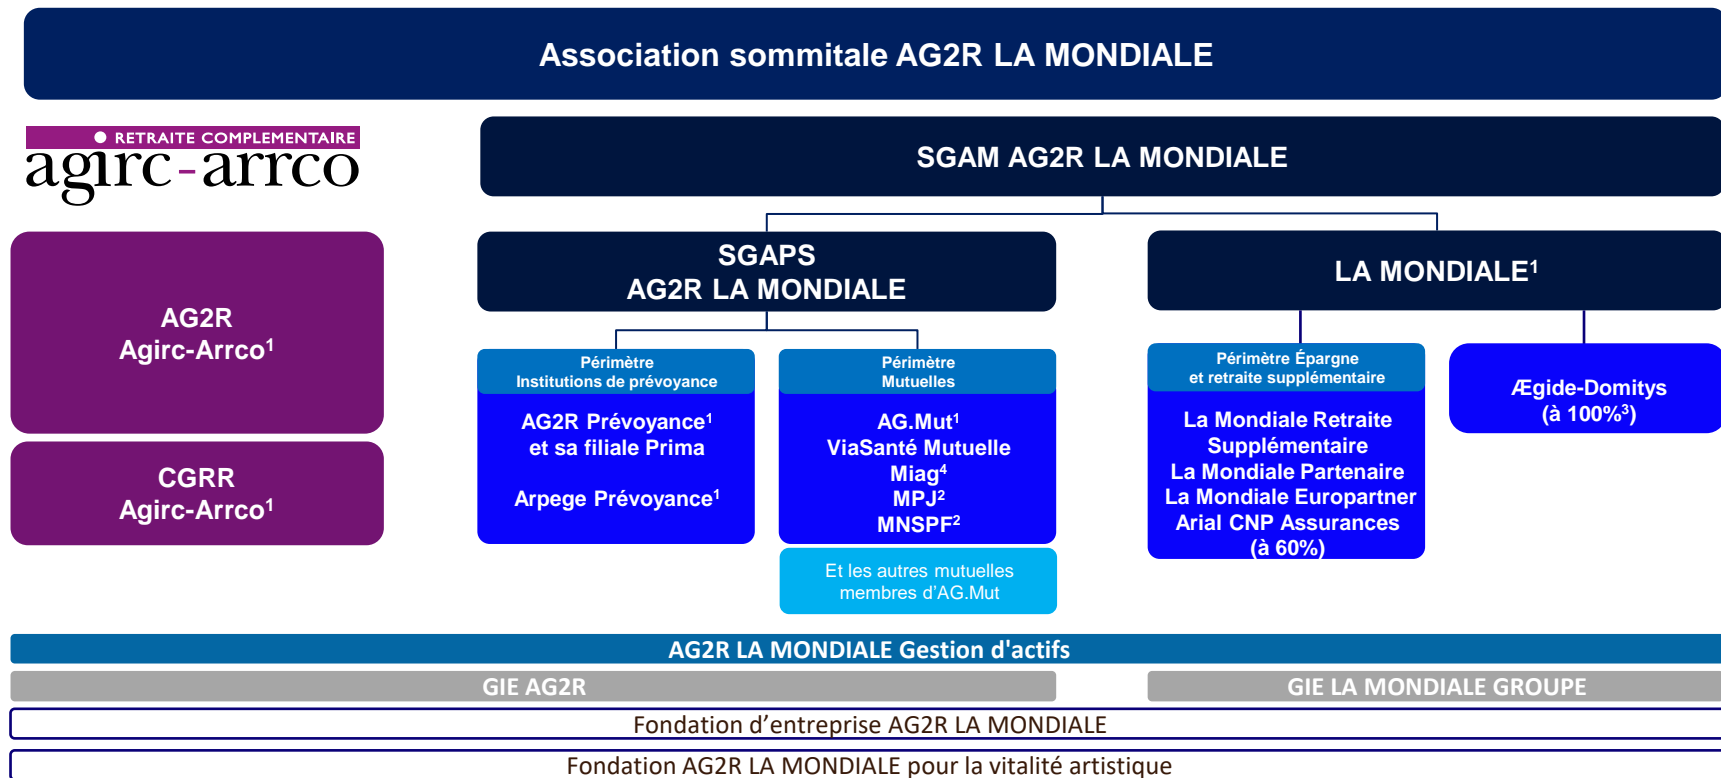 Association sommitale AG2R LA MONDIALE
RETRAITE COMPLEMENTAIRE
agirc-arrco
SGAM AG2R LA MONDIALE
AG2R
Agirc-Arrco¹
CGRR
Agirc-Arrco¹
SGAPS
AG2R LA MONDIALE
LA MONDIALE¹
Périmètre
Institutions de prévoyance
AG2R Prévoyance¹
et sa filiale Prima
Arpege Prévoyance¹
Périmètre
Mutuelles
AG.Mut¹
ViaSanté Mutuelle
Miag⁴
MPJ²
MNSPF²
Et les autres mutuelles
membres d’AG.Mut
Périmètre Épargne
et retraite supplémentaire
La Mondiale Retraite
Supplémentaire
La Mondiale Partenaire
La Mondiale Europartner
Arial CNP Assurances
(à 60%)
Ægide-Domitys
(à 100%³)
AG2R LA MONDIALE Gestion d'actifs
GIE AG2R
GIE LA MONDIALE GROUPE
Fondation d’entreprise AG2R LA MONDIALE
Fondation AG2R LA MONDIALE pour la vitalité artistique